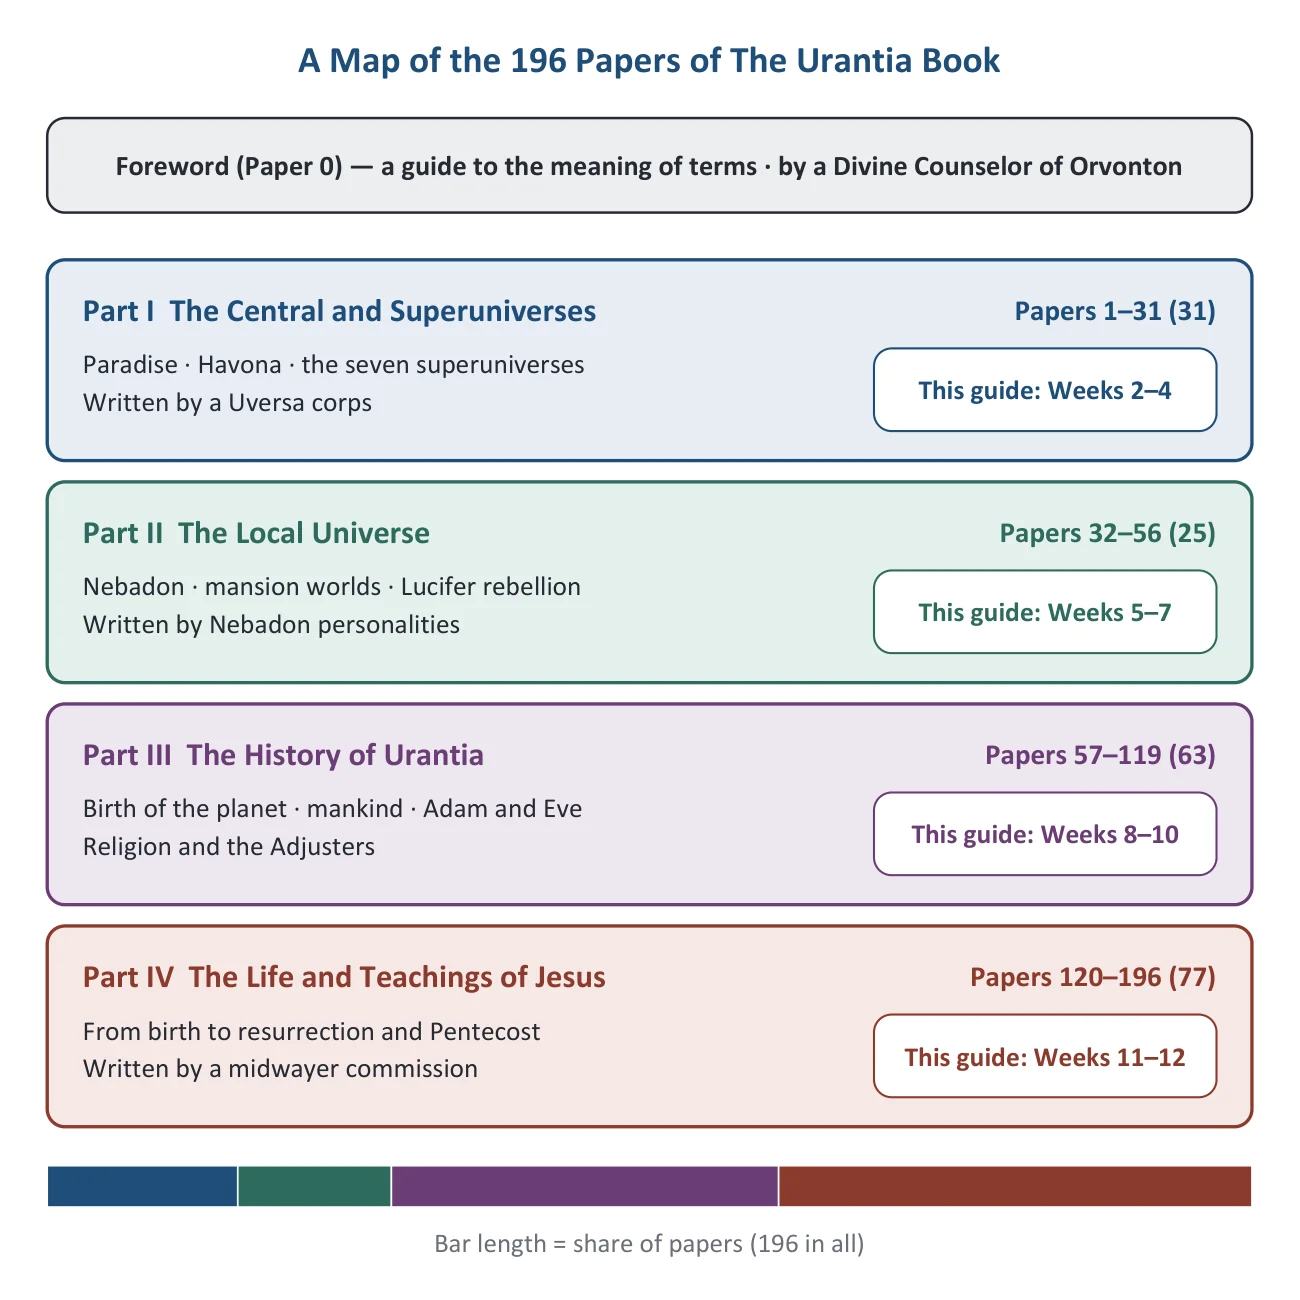 A Map of the 196 Papers of The Urantia Book
Foreword (Paper 0) — a guide to the meaning of terms · by a Divine Counselor of Orvonton
Part I  The Central and Superuniverses
Papers 1–31 (31)
Paradise · Havona · the seven superuniverses
Written by a Uversa corps
This guide: Weeks 2–4
Part II  The Local Universe
Papers 32–56 (25)
Nebadon · mansion worlds · Lucifer rebellion
Written by Nebadon personalities
This guide: Weeks 5–7
Part III  The History of Urantia
Papers 57–119 (63)
Birth of the planet · mankind · Adam and Eve
Religion and the Adjusters
This guide: Weeks 8–10
Part IV  The Life and Teachings of Jesus
Papers 120–196 (77)
From birth to resurrection and Pentecost
Written by a midwayer commission
This guide: Weeks 11–12
Bar length = share of papers (196 in all)